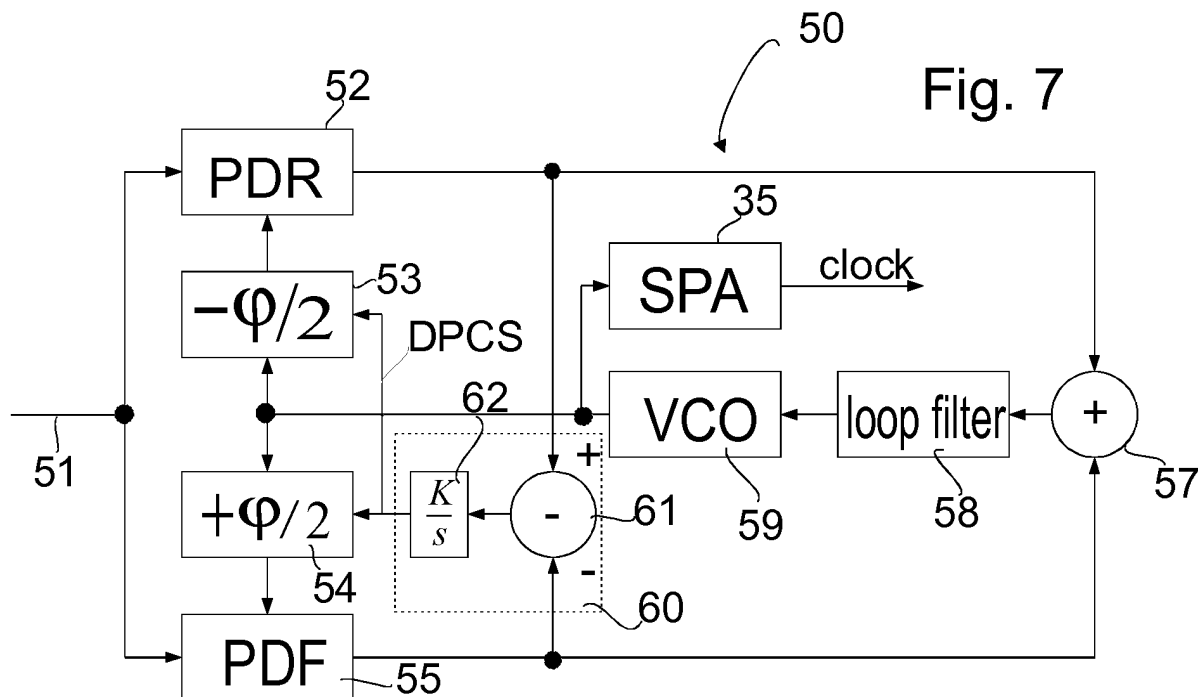 50
Fig. 7
52
PDR
35
SPA
clock
53
−φ/2
DPCS
62
VCO
loop filter
+
51
+
57
K/s
-
61
59
58
+φ/2
54
-
60
PDF
55